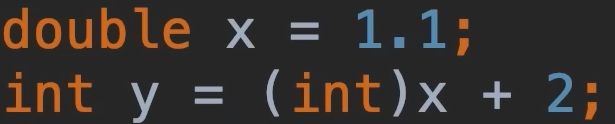 double x = 1.1;
int y = (int)x + 2;